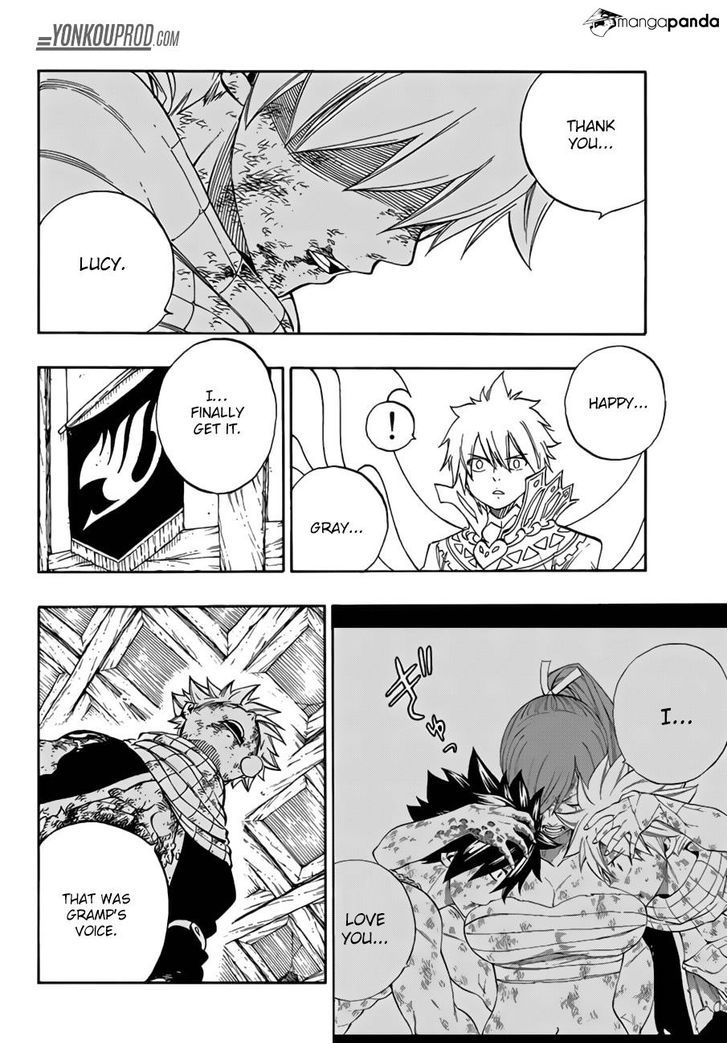 =YONKOUPROD.COM
mangapanda
THANK
YOU...
LUCY.
HAPPY...
!
GRAY...
I...
FINALLY
GET IT.
I...
ぎゅっ
LOVE
YOU...
THAT WAS
GRAMP'S
VOICE.